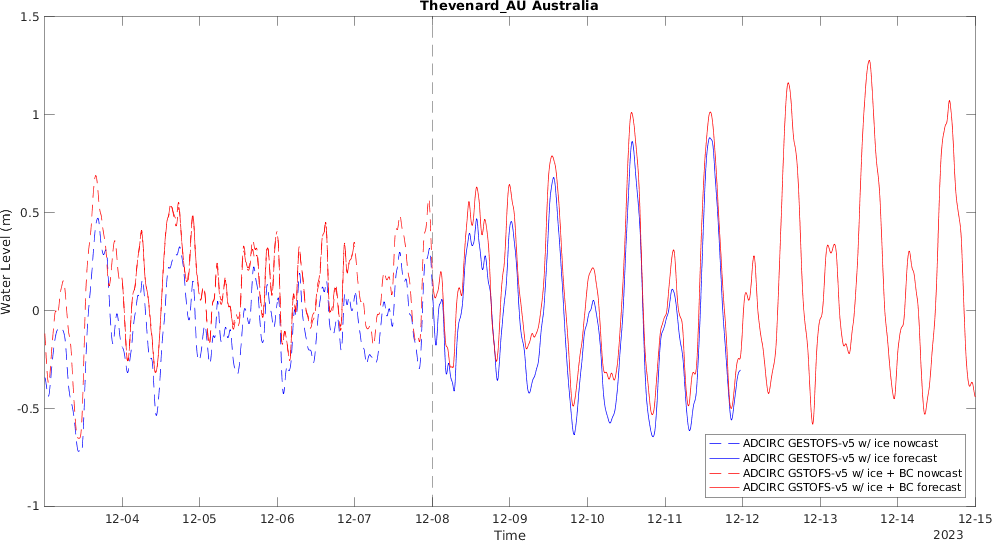 Thevenard_AU Australia
1.5
1
0.5
0
-0.5
-1
Water Level (m)
12-04
12-05
12-06
12-07
12-08
12-09
12-10
12-11
12-12
12-13
12-14
12-15
Time
2023
ADCIRC GESTOFS-v5 w/ ice nowcast
ADCIRC GESTOFS-v5 w/ ice forecast
ADCIRC GSTOFS-v5 w/ ice + BC nowcast
ADCIRC GSTOFS-v5 w/ ice + BC forecast